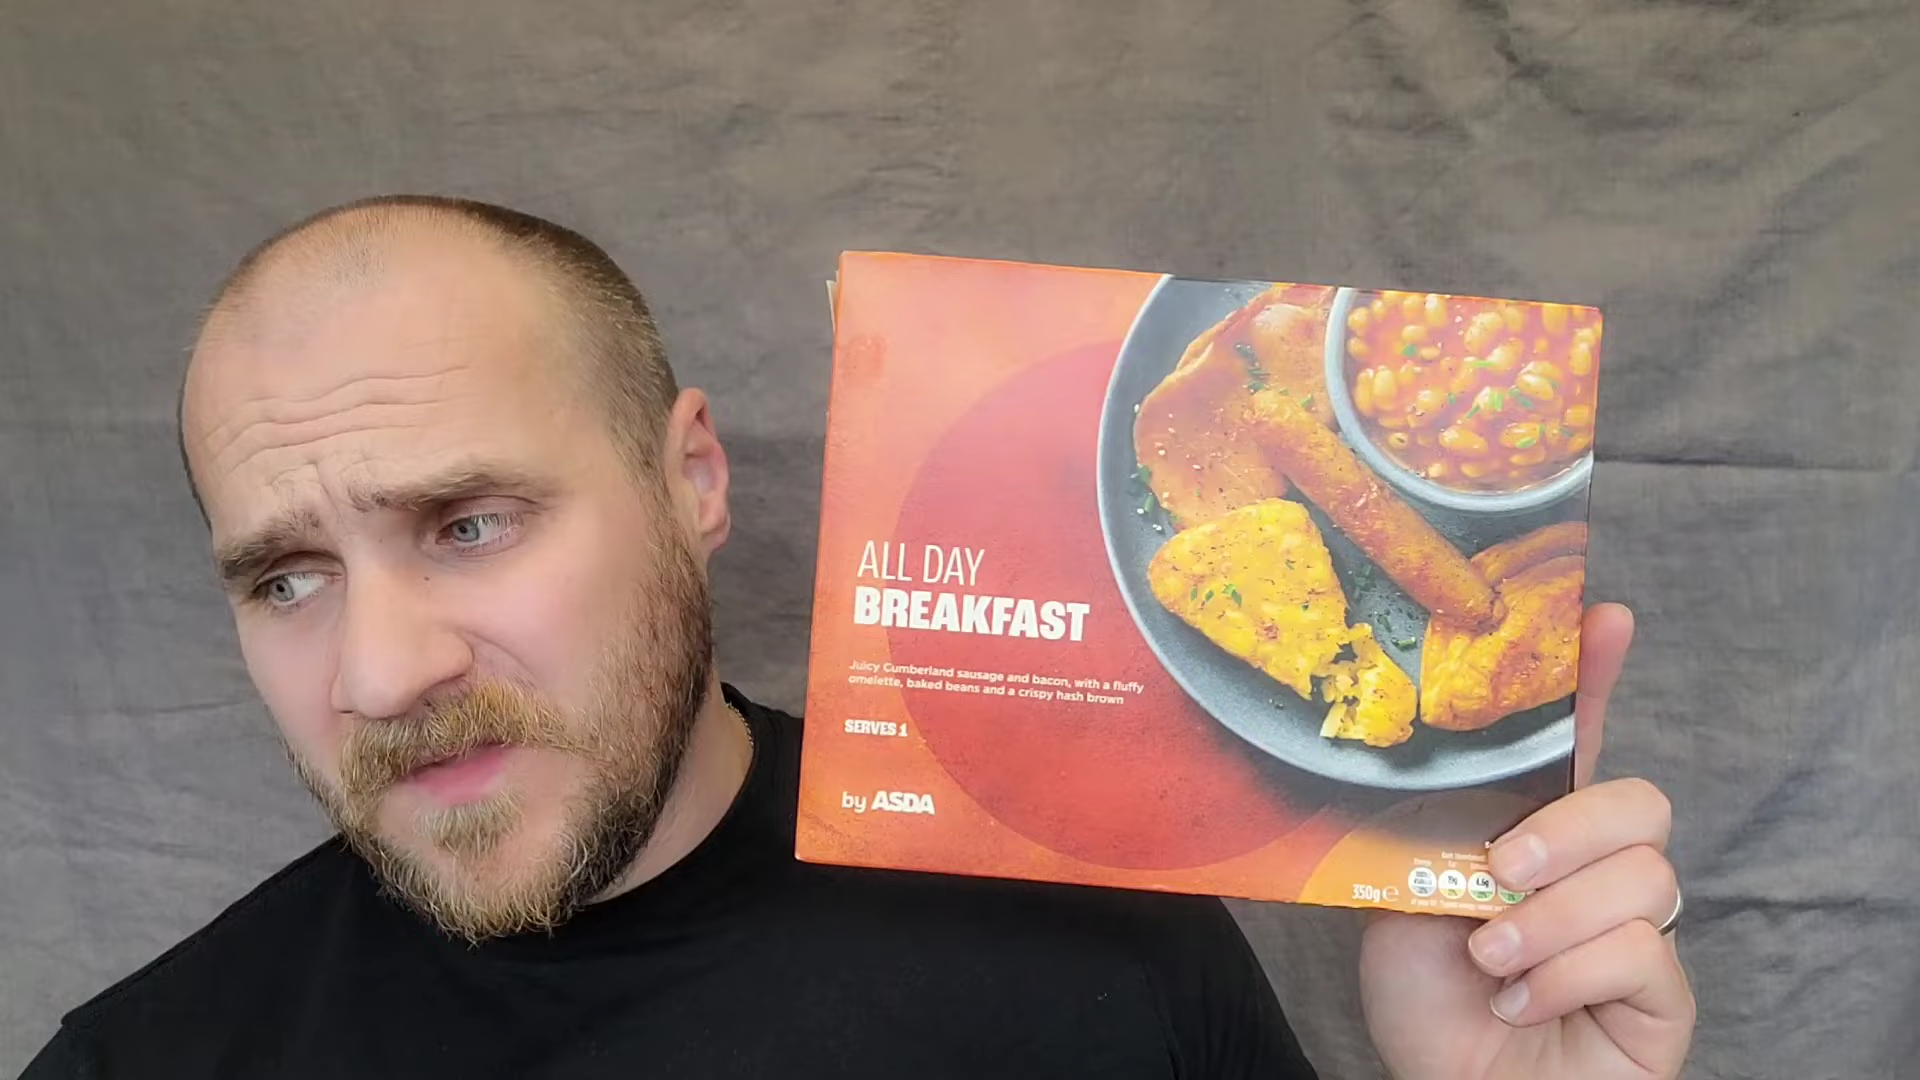 ALL DAY
BREAKFAST
Juicy Cumberland sausage and bacon, with a fluffy
omelette, baked beans and a crispy hash brown
SERVES 1
by ASDA
350g ℮